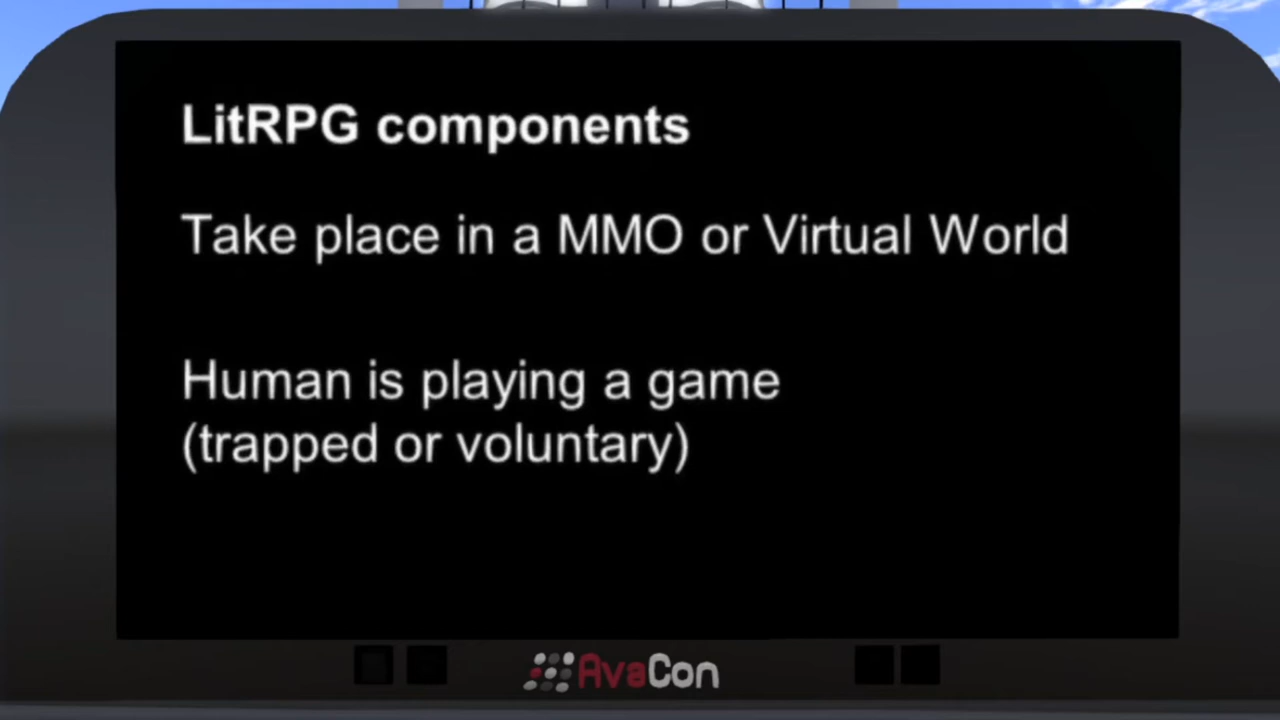 LitRPG components
Take place in a MMO or Virtual World
Human is playing a game
(trapped or voluntary)
AvaCon